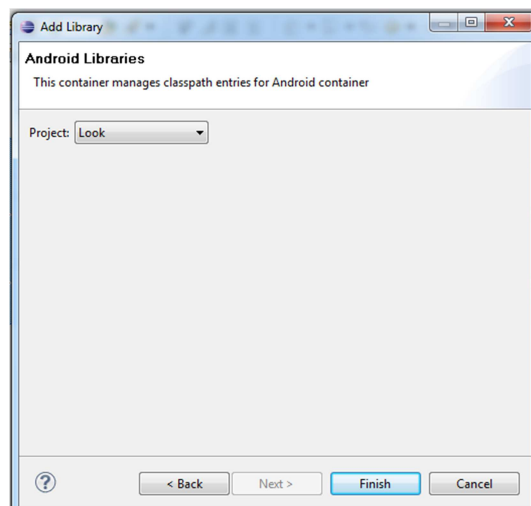 Add Library
Android Libraries
This container manages classpath entries for Android container
Project: Look
< Back Next > Finish Cancel